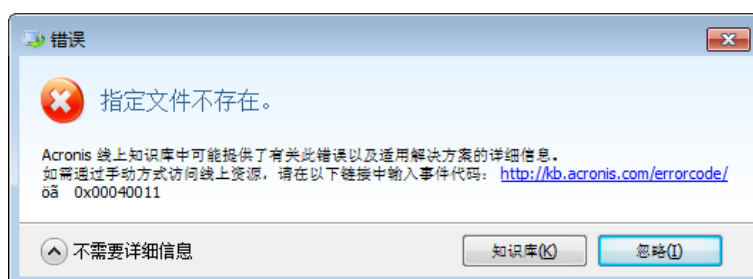 错误
指定文件不存在。
Acronis 线上知识库中可能提供了有关此错误以及适用解决方案的详细信息。
如需通过手动方式访问线上资源，请在以下链接中输入事件代码： http://kb.acronis.com/errorcode/
öã 0x00040011
不需要详细信息
知识库(K)
忽略(I)